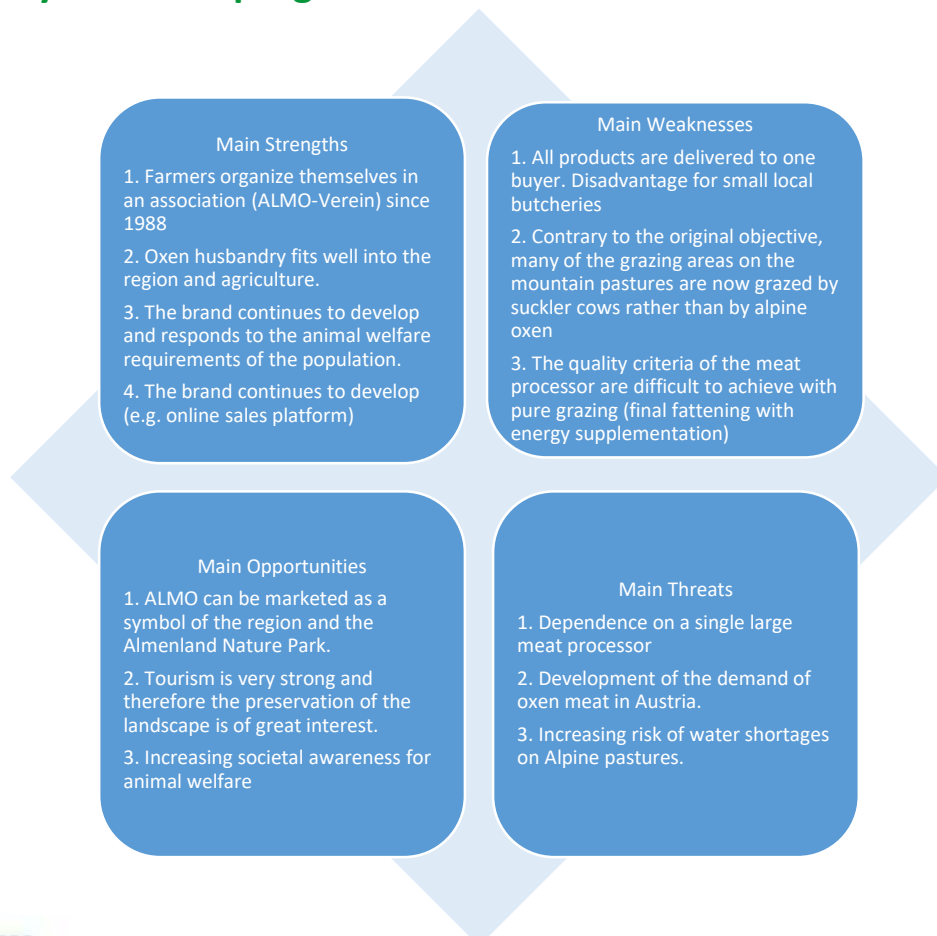 Main Strengths
1. Farmers organize themselves in
an association (ALMO-Verein) since
1988
2. Oxen husbandry fits well into the
region and agriculture.
3. The brand continues to develop
and responds to the animal welfare
requirements of the population.
4. The brand continues to develop
(e.g. online sales platform)
Main Weaknesses
1. All products are delivered to one
buyer. Disadvantage for small local
butcheries
2. Contrary to the original objective,
many of the grazing areas on the
mountain pastures are now grazed by
suckler cows rather than by alpine
oxen
3. The quality criteria of the meat
processor are difficult to achieve with
pure grazing (final fattening with
energy supplementation)
Main Opportunities
1. ALMO can be marketed as a
symbol of the region and the
Almenland Nature Park.
2. Tourism is very strong and
therefore the preservation of the
landscape is of great interest.
3. Increasing societal awareness for
animal welfare
Main Threats
1. Dependence on a single large
meat processor
2. Development of the demand of
oxen meat in Austria.
3. Increasing risk of water shortages
on Alpine pastures.